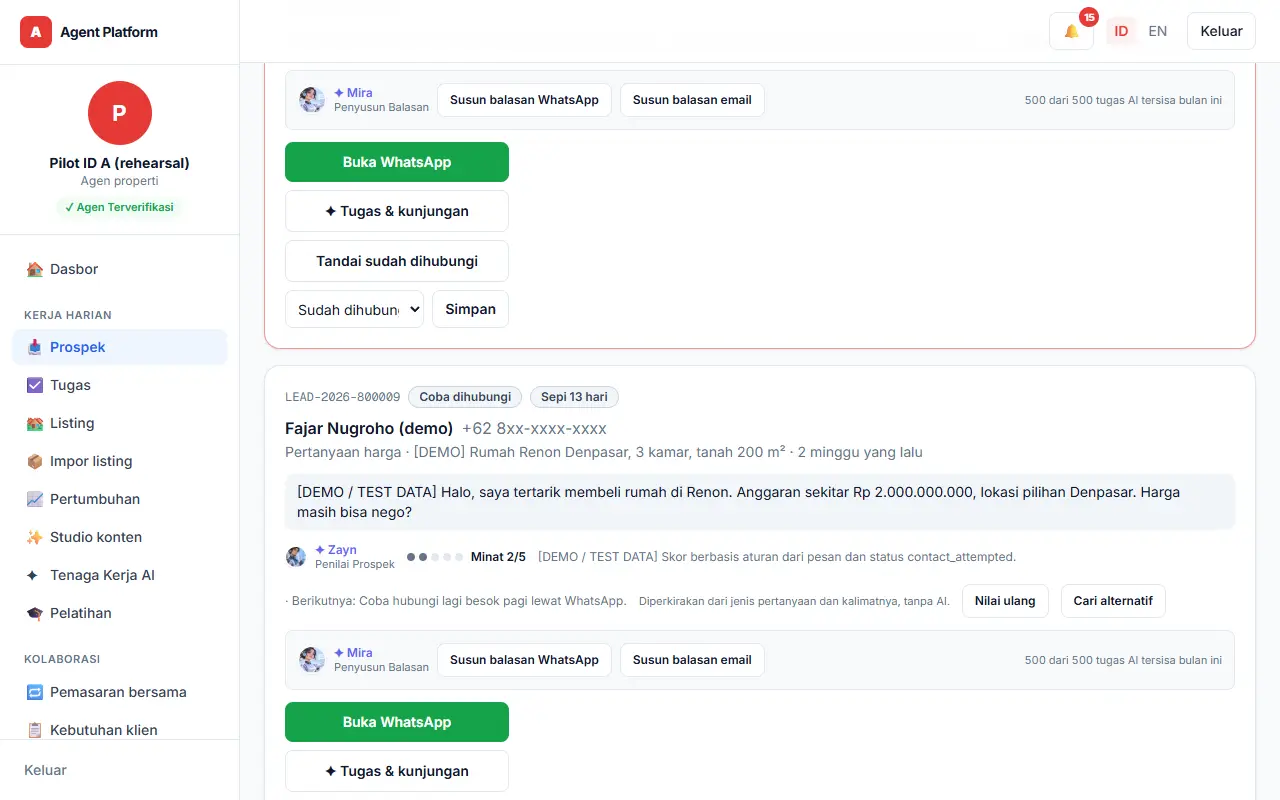 A Agent Platform
15
ID EN
Keluar
P
Pilot ID A (rehearsal)
Agen properti
✓ Agen Terverifikasi
Dasbor
KERJA HARIAN
Prospek
Tugas
Listing
Impor listing
Pertumbuhan
Studio konten
Tenaga Kerja AI
Pelatihan
KOLABORASI
Pemasaran bersama
Kebutuhan klien
Keluar
✦ Mira
Penyusun Balasan
Susun balasan WhatsApp
Susun balasan email
500 dari 500 tugas AI tersisa bulan ini
Buka WhatsApp
✦ Tugas & kunjungan
Tandai sudah dihubungi
Sudah dihubun
Simpan
LEAD-2026-800009 Coba dihubungi Sepi 13 hari
Fajar Nugroho (demo) +62 8xx-xxxx-xxxx
Pertanyaan harga · [DEMO] Rumah Renon Denpasar, 3 kamar, tanah 200 m² · 2 minggu yang lalu
[DEMO / TEST DATA] Halo, saya tertarik membeli rumah di Renon. Anggaran sekitar Rp 2.000.000.000, lokasi pilihan Denpasar. Harga
masih bisa nego?
✦ Zayn
Penilai Prospek
Minat 2/5 [DEMO / TEST DATA] Skor berbasis aturan dari pesan dan status contact_attempted.
· Berikutnya: Coba hubungi lagi besok pagi lewat WhatsApp. Diperkirakan dari jenis pertanyaan dan kalimatnya, tanpa AI. Nilai ulang Cari alternatif
✦ Mira
Penyusun Balasan
Susun balasan WhatsApp
Susun balasan email
500 dari 500 tugas AI tersisa bulan ini
Buka WhatsApp
✦ Tugas & kunjungan